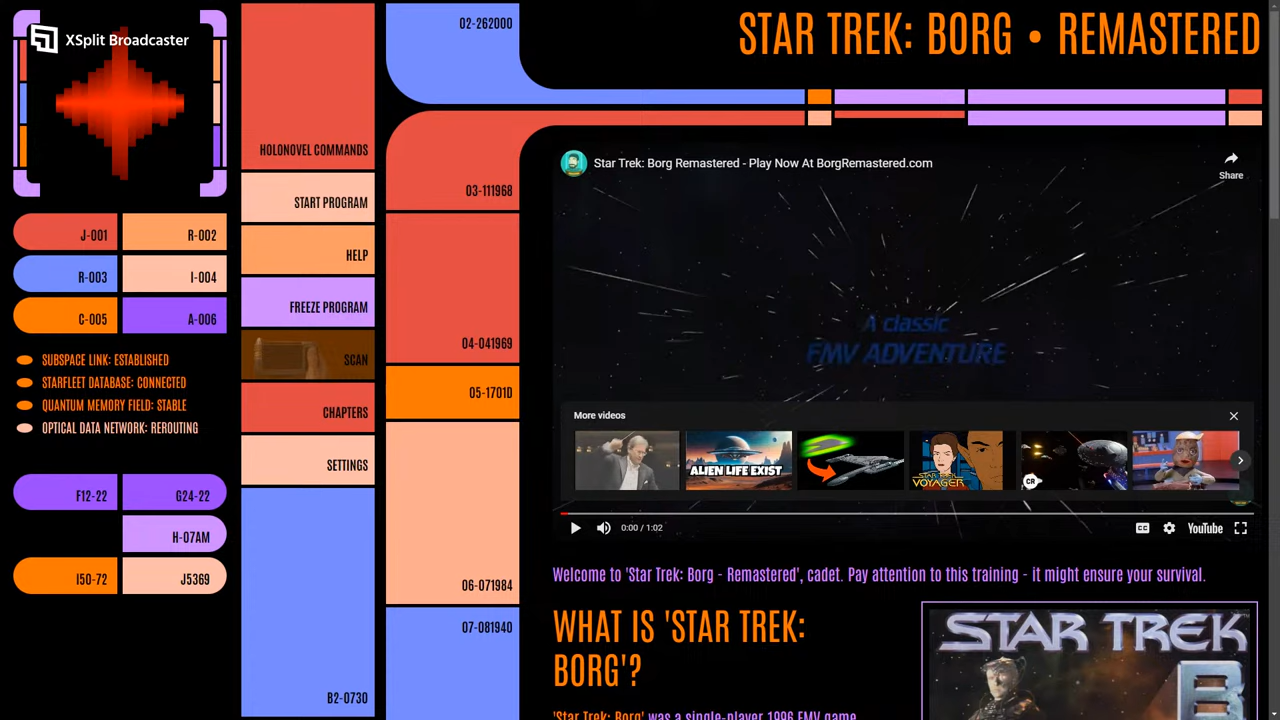 XSplit Broadcaster
J-001
R-002
R-003
I-004
C-005
A-006
SUBSPACE LINK: ESTABLISHED
STARFLEET DATABASE: CONNECTED
QUANTUM MEMORY FIELD: STABLE
OPTICAL DATA NETWORK: REROUTING
F12-22
G24-22
H-07AM
I50-72
J5369
HOLONOVEL COMMANDS
START PROGRAM
HELP
FREEZE PROGRAM
SCAN
CHAPTERS
SETTINGS
B2-0730
02-262000
03-111968
04-041969
05-1701D
06-071984
07-081940
STAR TREK: BORG • REMASTERED
Star Trek: Borg Remastered - Play Now At BorgRemastered.com
Share
A classic
FMV ADVENTURE
More videos
ALIEN LIFE EXIST
STAR TREK
VOYAGER
CR
0:00 / 1:02
CC
YouTube
Welcome to 'Star Trek: Borg - Remastered', cadet. Pay attention to this training - it might ensure your survival.
WHAT IS 'STAR TREK:
BORG'?
'Star Trek: Borg' was a single-player 1996 FMV game
STAR TREK
B